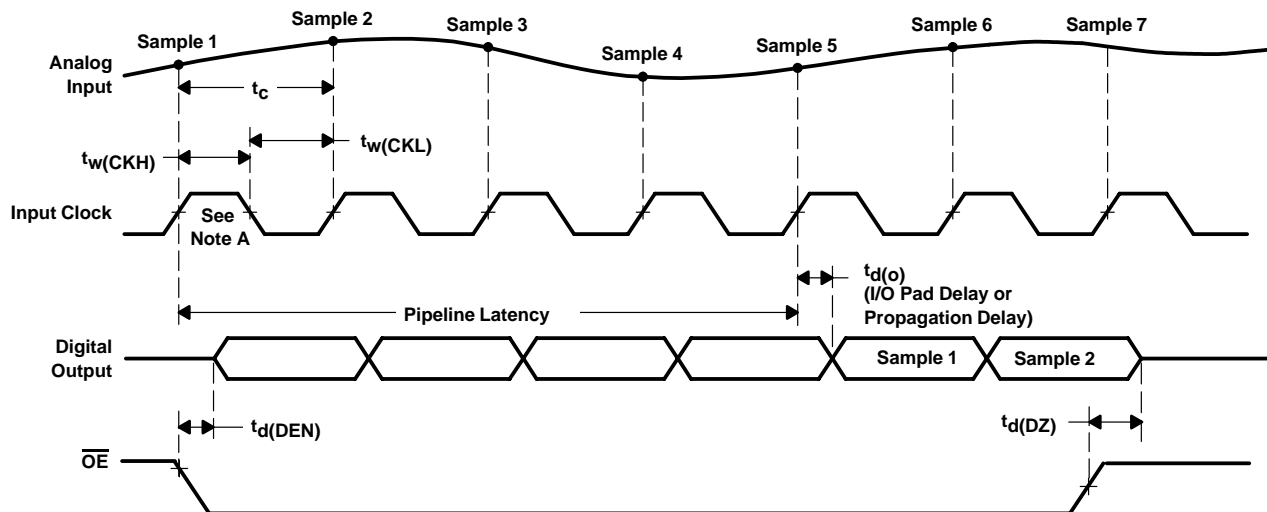 Sample 1
Sample 2
Sample 3
Sample 4
Sample 5
Sample 6
Sample 7
Analog
Input
tc
tw(CKH)
tw(CKL)
Input Clock
See
Note A
td(o)
(I/O Pad Delay or
Propagation Delay)
Pipeline Latency
Digital
Output
Sample 1
Sample 2
td(DEN)
td(DZ)
O̅E̅